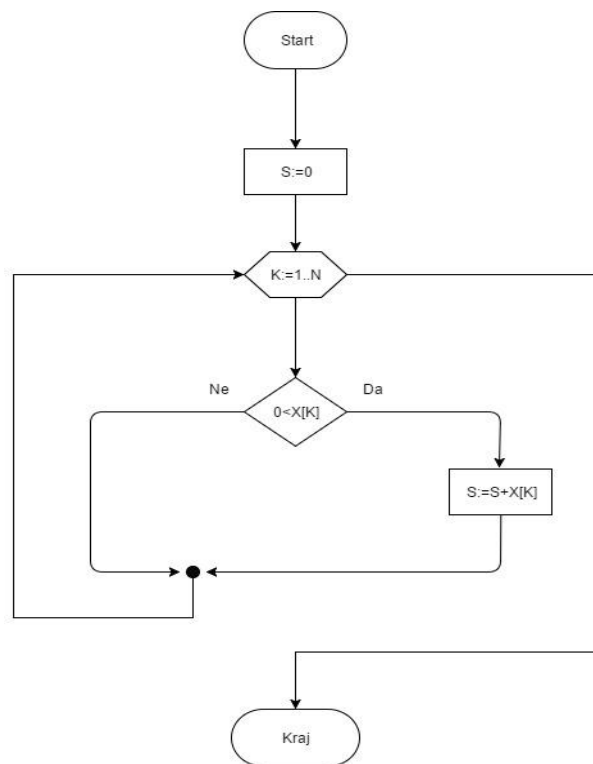 Start
S:=0
K:=1..N
Ne
Da
0<X[K]
S:=S+X[K]
Kraj